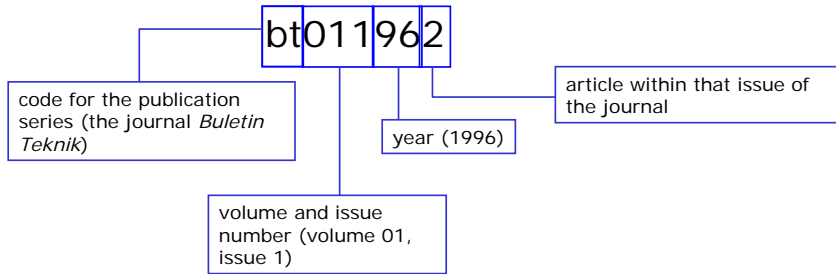 bt011962
code for the publication
series (the journal Buletin
Teknik)
article within that issue of
the journal
year (1996)
volume and issue
number (volume 01,
issue 1)